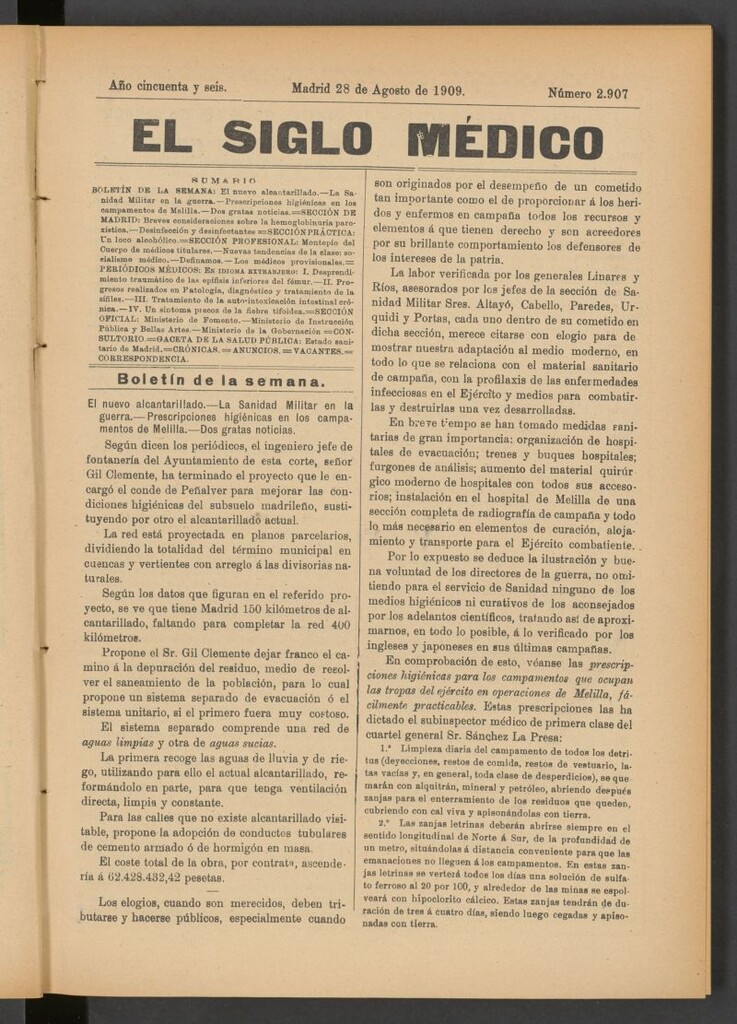 Año cincuenta y seis.
Madrid 28 de Agosto de 1909.
Número 2.907
EL SIGLO MÉDICO
SUMARIO
BOLETÍN DE LA SEMANA: El nuevo alcantarillado.—La Sa-
nidad Militar en la guerra.—Prescripciones higiénicas en los
campamentos de Melilla.—Dos gratas noticias.=SECCIÓN DE
MADRID: Breves consideraciones sobre la hemoglobinuria paro-
xística.—Desinfección y desinfectantes =SECCIÓN PRÁCTICA:
Un loco alcohólico.=SECCIÓN PROFESIONAL: Montepío del
Cuerpo de médicos titulares.—Nuevas tendencias de la clase: so-
cialismo médico.—Definamos.—Los médicos provisionales.=
PERIÓDICOS MÉDICOS: EN IDIOMA EXTRANJERO: I. Desprendi-
miento traumático de las epífisis inferiores del fémur.—II. Pro-
gresos realizados en Patología, diagnóstico y tratamiento de la
sífiles.—III. Tratamiento de la auto-intoxicación intestinal cró-
nica.—IV. Un síntoma precoz de la fiebre tifoidea.=SECCIÓN
OFICIAL: Ministerio de Fomento.—Ministerio de Instrucción
Pública y Bellas Artes.—Ministerio de la Gobernación =CON-
SULTORIO.=GACETA DE LA SALUD PÚBLICA: Estado sani-
tario de Madrid.=CRÓNICAS.=ANUNCIOS.=VACANTES.=
CORRESPONDENCIA.
Boletín de la semana.
El nuevo alcantarillado.—La Sanidad Militar en la
guerra.—Prescripciones higiénicas en los campa-
mentos de Melilla.—Dos gratas noticias.
Según dicen los periódicos, el ingeniero jefe de
fontanería del Ayuntamiento de esta corte, señor
Gil Clemente, ha terminado el proyecto que le en-
cargó el conde de Peñalver para mejorar las con-
diciones higiénicas del subsuelo madrileño, susti-
tuyendo por otro el alcantarillado actual.
La red está proyectada en planos parcelarios,
dividiendo la totalidad del término municipal en
cuencas y vertientes con arreglo á las divisorias na-
turales.
Según los datos que figuran en el referido pro-
yecto, se ve que tiene Madrid 150 kilómetros de al-
cantarillado, faltando para completar la red 400
kilómetros.
Propone el Sr. Gil Clemente dejar franco el ca-
mino á la depuración del residuo, medio de resol-
ver el saneamiento de la población, para lo cual
propone un sistema separado de evacuación ó el
sistema unitario, si el primero fuera muy costoso.
El sistema separado comprende una red de
aguas limpias y otra de aguas sucias.
La primera recoge las aguas de lluvia y de rie-
go, utilizando para ello el actual alcantarillado, re-
formándolo en parte, para que tenga ventilación
directa, limpia y constante.
Para las calles que no existe alcantarillado visi-
table, propone la adopción de conductos tubulares
de cemento armado ó de hormigón en masa.
El coste total de la obra, por contrata, ascende-
ría á 62.428.432,42 pesetas.
Los elogios, cuando son merecidos, deben tri-
butarse y hacerse públicos, especialmente cuando
son originados por el desempeño de un cometido
tan importante como el de proporcionar á los heri-
dos y enfermos en campaña todos los recursos y
elementos á que tienen derecho y son acreedores
por su brillante comportamiento los defensores de
los intereses de la patria.
La labor verificada por los generales Linares y
Ríos, asesorados por los jefes de la sección de Sa-
nidad Militar Sres. Altayó, Cabello, Paredes, Ur-
quidi y Portas, cada uno dentro de su cometido en
dicha sección, merece citarse con elogio para de-
mostrar nuestra adaptación al medio moderno, en
todo lo que se relaciona con el material sanitario
de campaña, con la profilaxis de las enfermedades
infecciosas en el Ejército y medios para combatir-
las y destruirlas una vez desarrolladas.
En breve tiempo se han tomado medidas sani-
tarias de gran importancia: organización de hospi-
tales de evacuación; trenes y buques hospitales;
furgones de análisis; aumento del material quirúr-
gico moderno de hospitales con todos sus acceso-
rios; instalación en el hospital de Melilla de una
sección completa de radiografía de campaña y todo
lo más necesario en elementos de curación, aloja-
miento y transporte para el Ejército combatiente.
Por lo expuesto se deduce la ilustración y bue-
na voluntad de los directores de la guerra, no omi-
tiendo para el servicio de Sanidad ninguno de los
medios higiénicos ni curativos de los aconsejados
por los adelantos científicos, tratando así de aproxi-
marnos, en todo lo posible, á lo verificado por los
ingleses y japoneses en sus últimas campañas.
En comprobación de esto, véanse las prescrip-
ciones higiénicas para los campamentos que ocupan
las tropas del ejército en operaciones de Melilla, fá-
cilmente practicables. Estas prescripciones las ha
dictado el subinspector médico de primera clase del
cuartel general Sr. Sánchez La Presa:
1.ª Limpieza diaria del campamento de todos los detri-
tus (deyecciones, restos de comida, restos de vestuario, la-
tas vacías y, en general, toda clase de desperdicios), se que
marán con alquitrán, mineral y petróleo, abriendo después
zanjas para el enterramiento de los residuos que queden,
cubriendo con cal viva y apisonándolas con tierra.
2.ª Las zanjas letrinas deberán abrirse siempre en el
sentido longitudinal de Norte á Sur, de la profundidad de
un metro, situándolas á distancia conveniente para que las
emanaciones no lleguen á los campamentos. En estas zan-
jas letrinas se verterá todos los días una solución de sulfa-
to ferroso al 20 por 100, y alrededor de las minas se espol-
veará con hipoclorito cálcico. Estas zanjas tendrán de du-
ración de tres á cuatro días, siendo luego cegadas y apiso-
nadas con tierra.